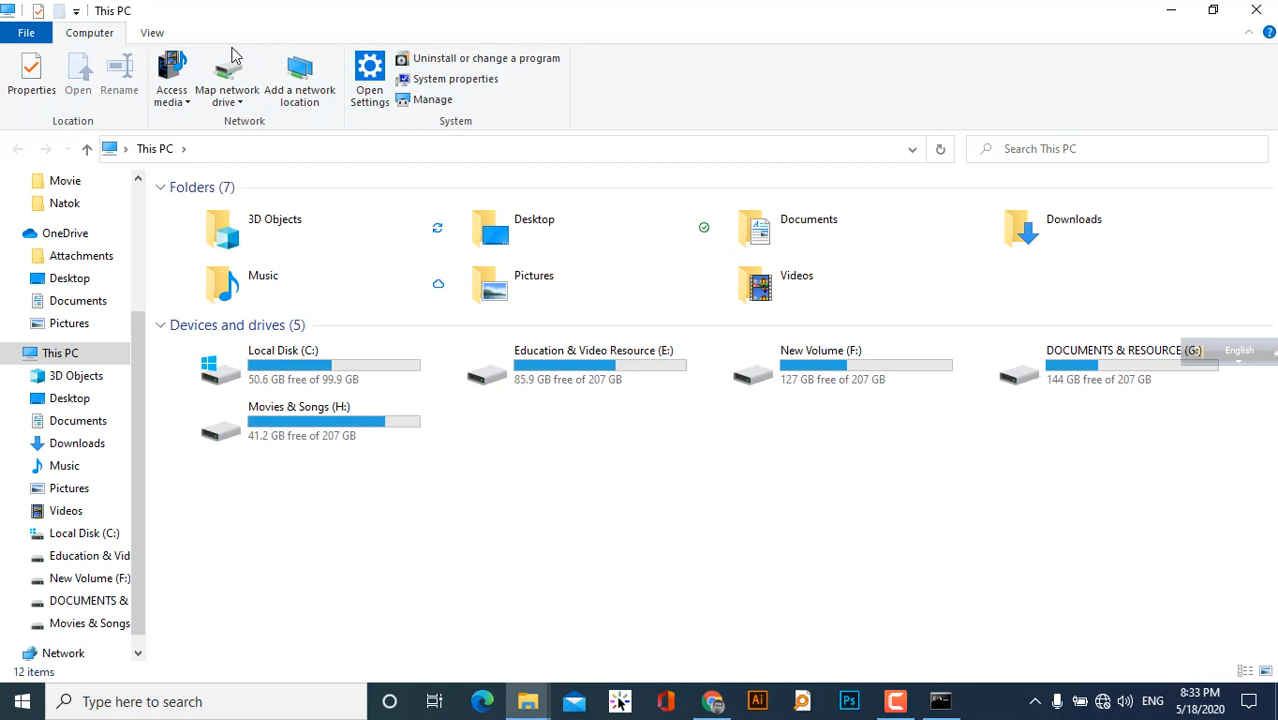 This PC
File
Computer
View
Properties
Open
Rename
Access
media
Map network
drive
Add a network
location
Open
Settings
Uninstall or change a program
System properties
Manage
Location
Network
System
This PC
Search This PC
Movie
Natok
OneDrive
Attachments
Desktop
Documents
Pictures
This PC
3D Objects
Desktop
Documents
Downloads
Music
Pictures
Videos
Local Disk (C:)
Education & Vid
New Volume (F:)
DOCUMENTS &
Movies & Songs
Network
Folders (7)
3D Objects
Desktop
Documents
Downloads
Music
Pictures
Videos
Devices and drives (5)
Local Disk (C:)
50.6 GB free of 99.9 GB
Education & Video Resource (E:)
85.9 GB free of 207 GB
New Volume (F:)
127 GB free of 207 GB
DOCUMENTS & RESOURCE (G:)
144 GB free of 207 GB
English
Movies & Songs (H:)
41.2 GB free of 207 GB
12 items
Type here to search
Ai
Ps
ENG
8:33 PM
5/18/2020